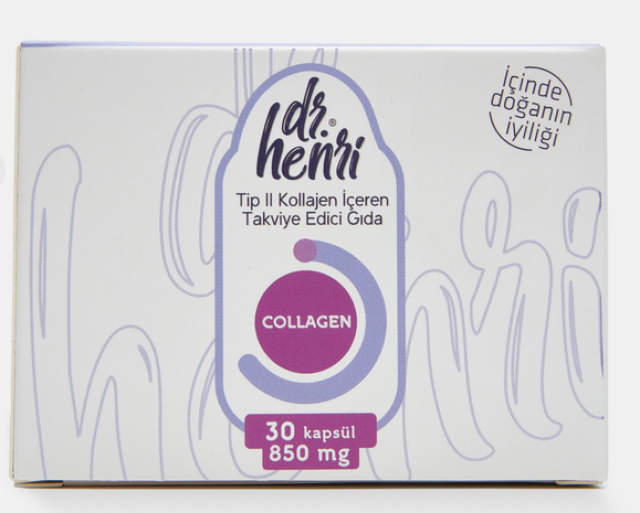 dr.®
henri
Tip II Kollajen İçeren
Takviye Edici Gıda
COLLAGEN
30 kapsül
850 mg
İçinde
doğanın
iyiliği